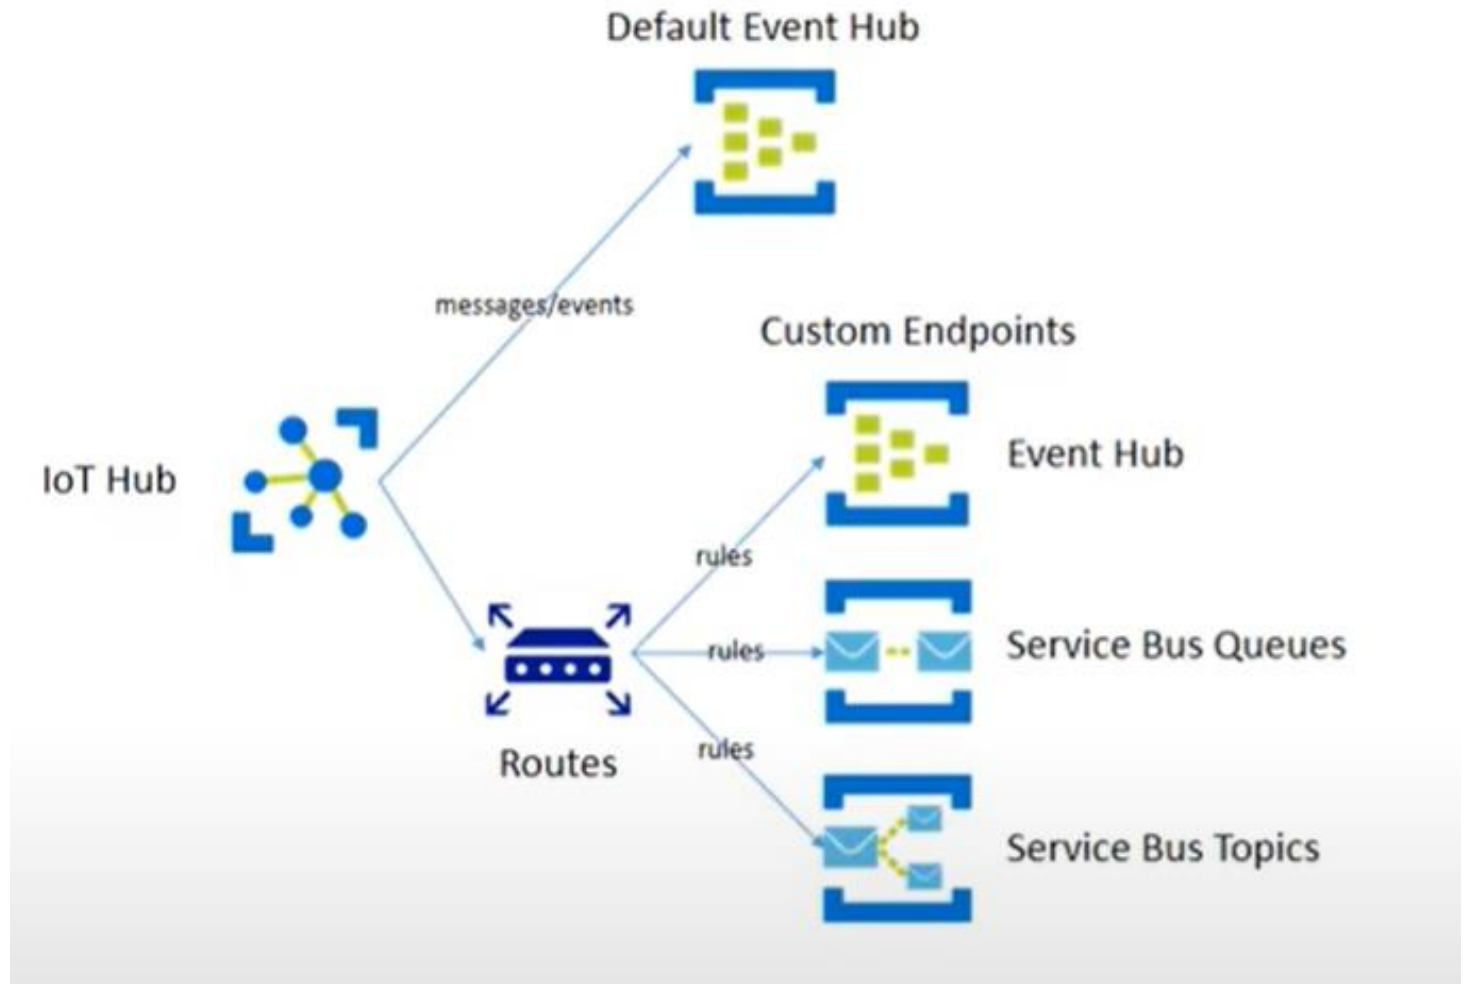 Default Event Hub
messages/events
Custom Endpoints
IoT Hub
Event Hub
rules
rules
Service Bus Queues
rules
Routes
Service Bus Topics